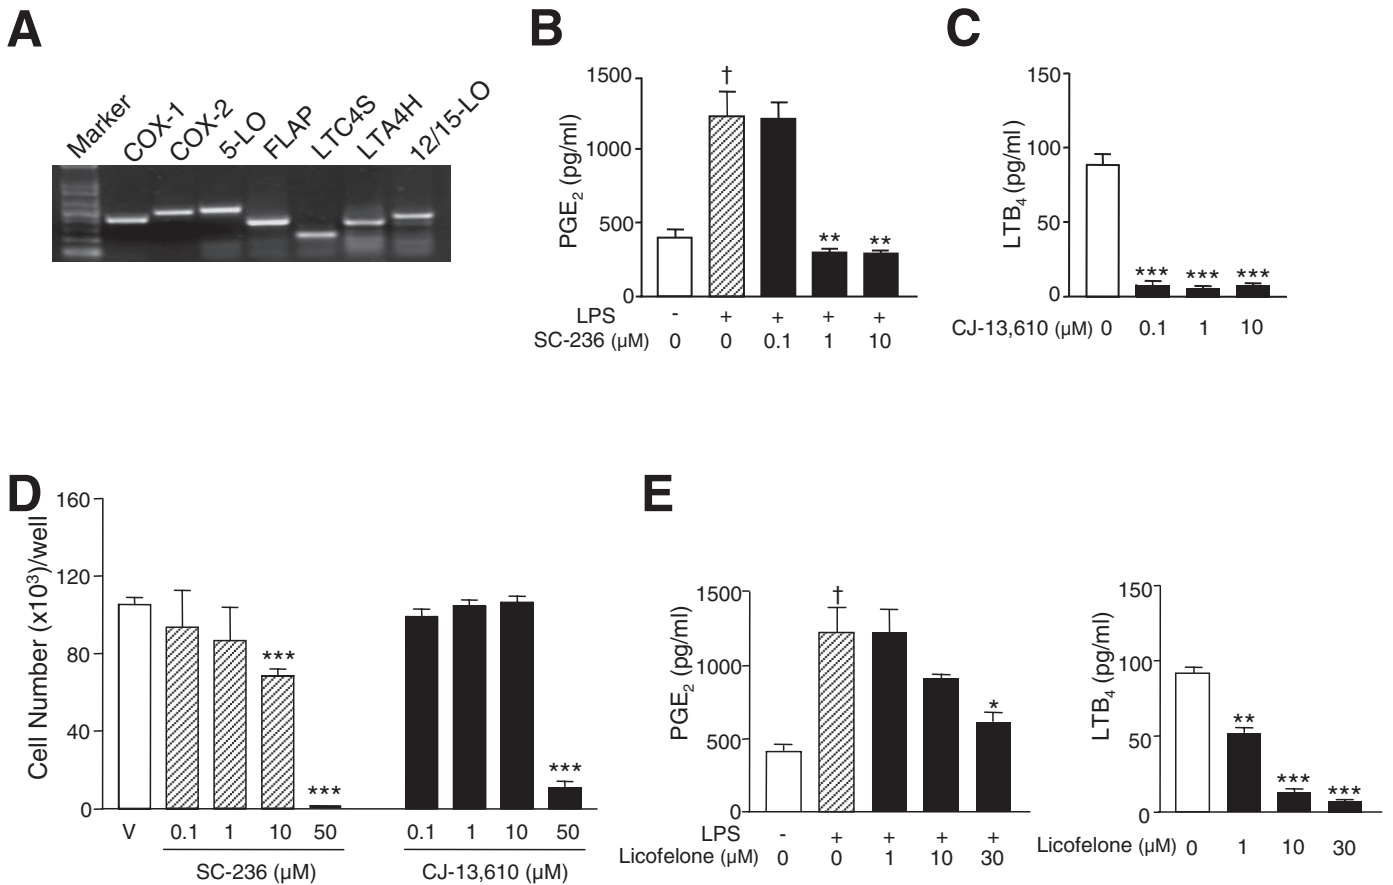 A
Marker COX-1 COX-2 5-LO FLAP LTC4S LTA4H 12/15-LO
B
PGE2 (pg/ml)
1500
1000
500
0
†
** **
LPS - + + + +
SC-236 (µM) 0 0 0.1 1 10
C
LTB4 (pg/ml)
150
100
50
0
*** *** ***
CJ-13,610 (µM) 0 0.1 1 10
D
Cell Number (x10³)/well
160
120
80
40
0
*** *** ***
V 0.1 1 10 50 0.1 1 10 50
SC-236 (µM) CJ-13,610 (µM)
E
PGE2 (pg/ml)
1500
1000
500
0
†
*
LPS - + + + +
Licofelone (µM) 0 0 1 10 30
LTB4 (pg/ml)
150
100
50
0
** *** ***
Licofelone (µM) 0 1 10 30